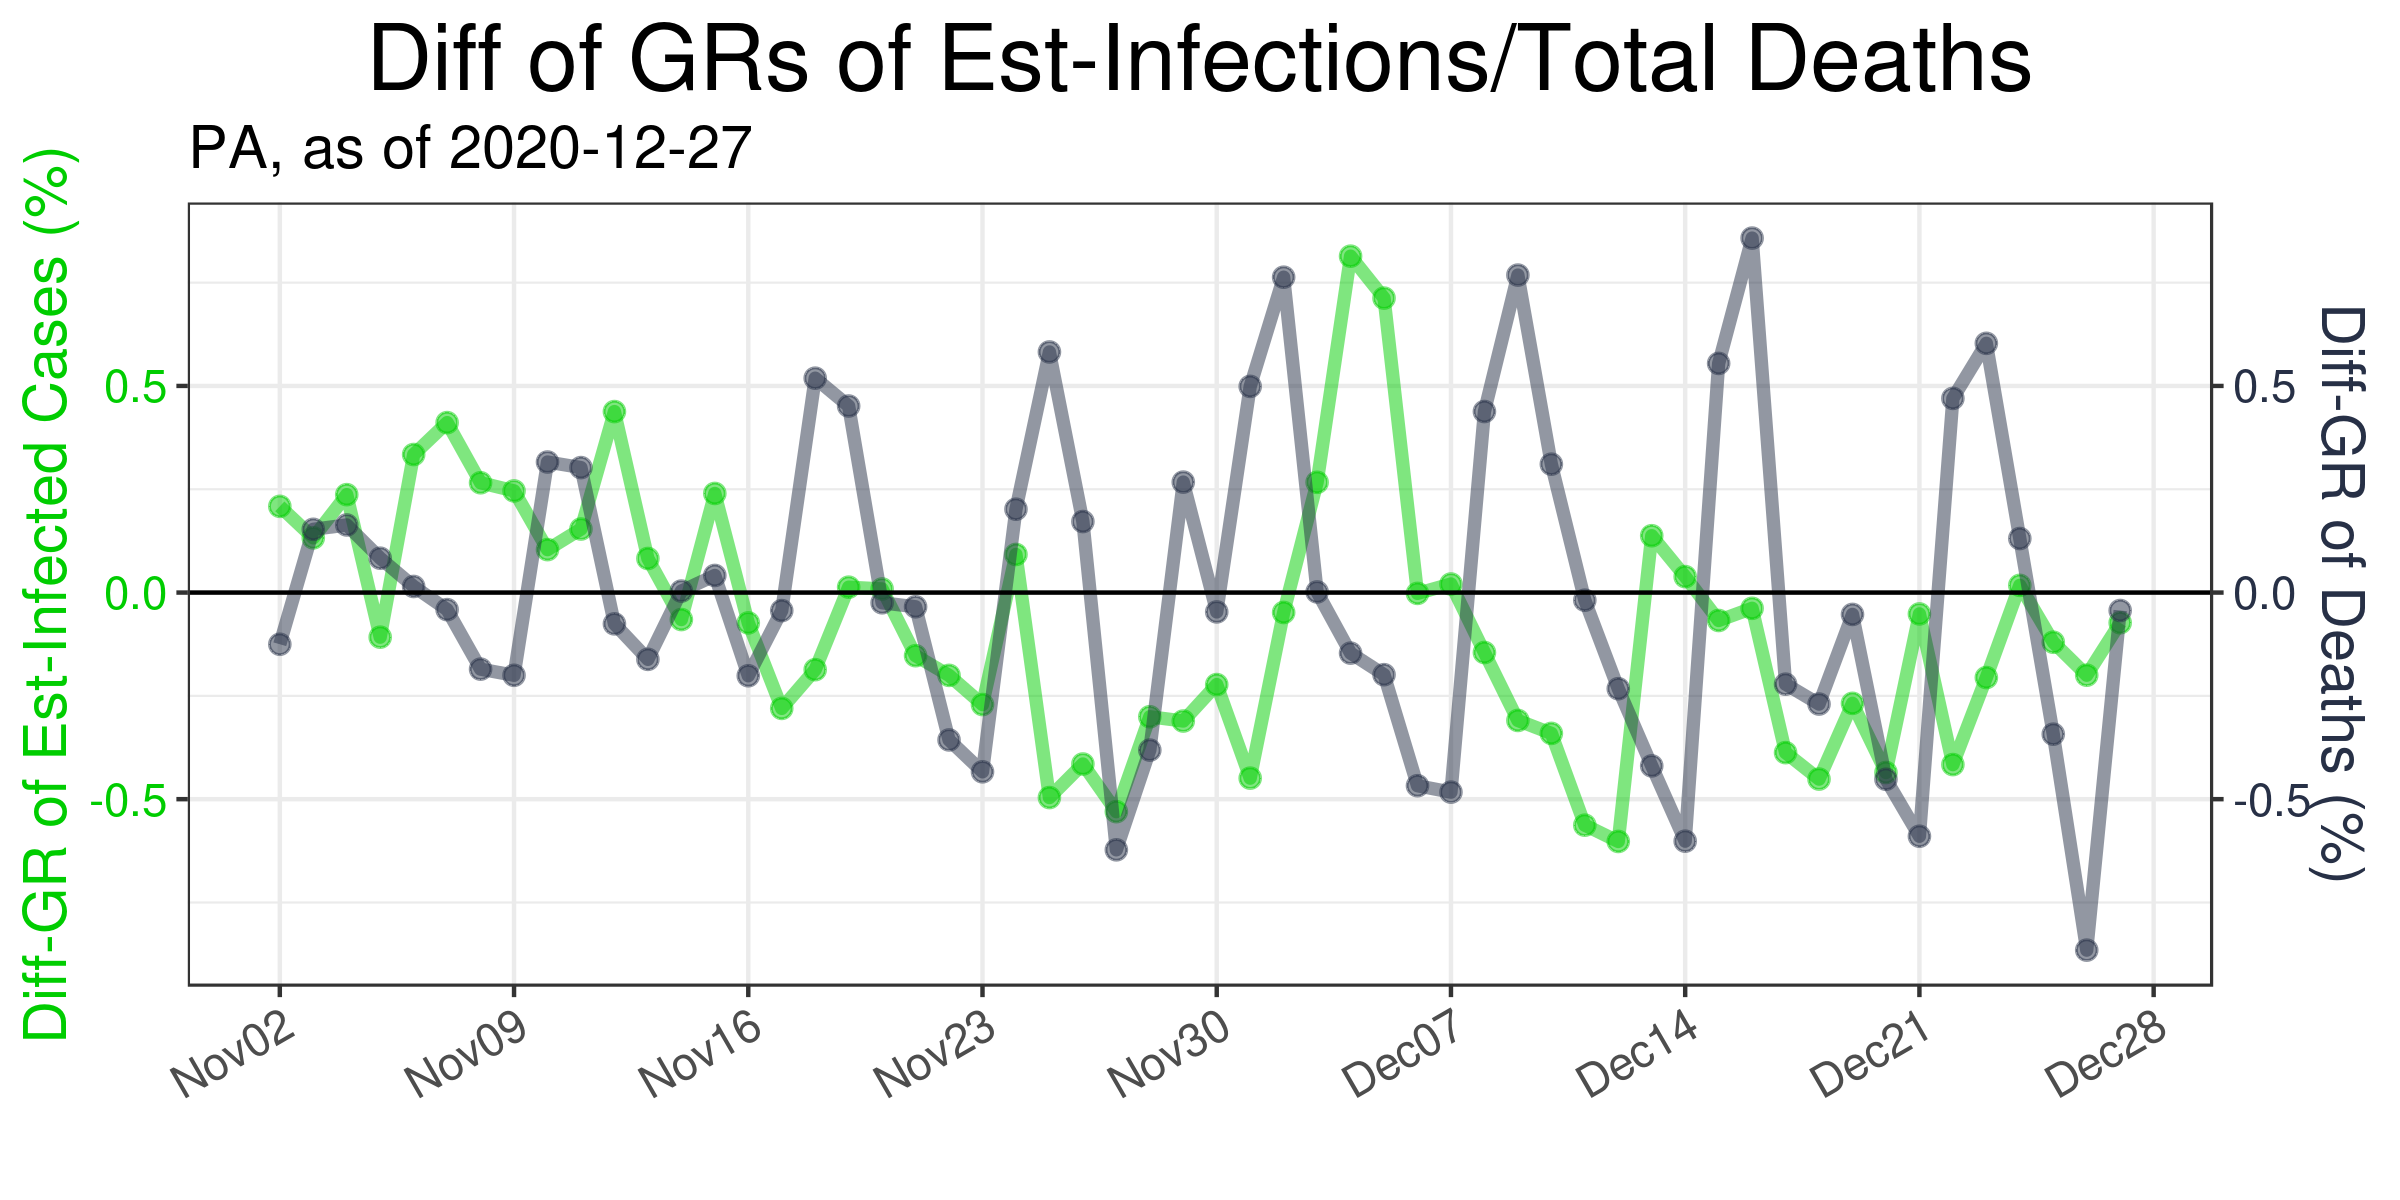 Diff of GRs of Est-Infections/Total Deaths
PA, as of 2020-12-27
Diff-GR of Est-Infected Cases (%)
0.5
0.0
-0.5
0.5
0.0
-0.5
Diff-GR of Deaths (%)
Nov02
Nov09
Nov16
Nov23
Nov30
Dec07
Dec14
Dec21
Dec28